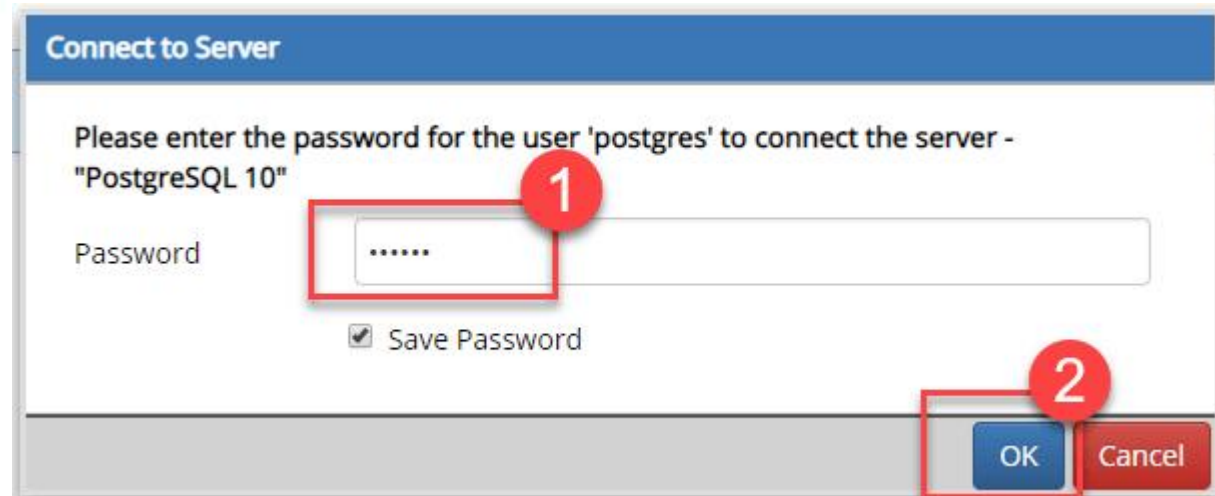 Connect to Server
Please enter the password for the user 'postgres' to connect the server -
"PostgreSQL 10"
1
Password
••••••
Save Password
2
OK
Cancel